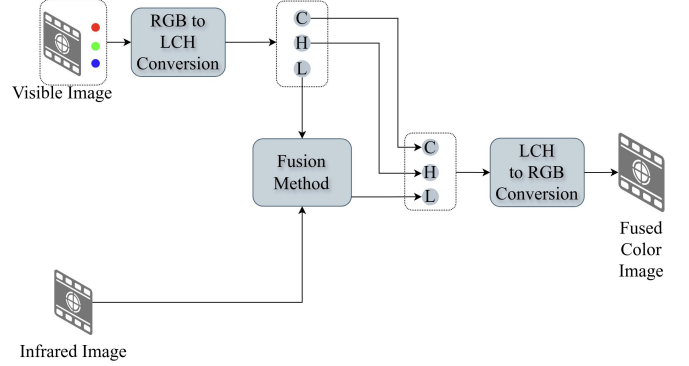 Visible Image
RGB to
LCH
Conversion
C
H
L
Fusion
Method
C
H
L
LCH
to RGB
Conversion
Fused
Color
Image
Infrared Image